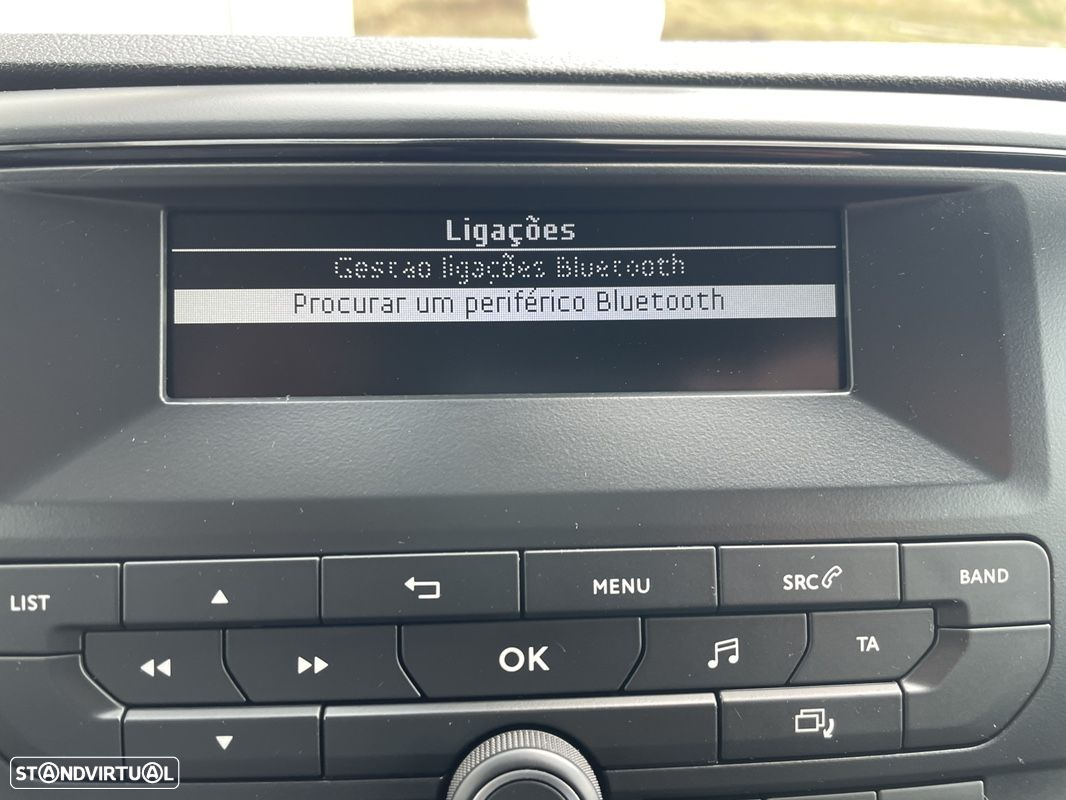 Ligações
Gestão ligações Bluetooth
Procurar um periférico Bluetooth
LIST
MENU
SRC
BAND
OK
TA
STANDVIRTUAL